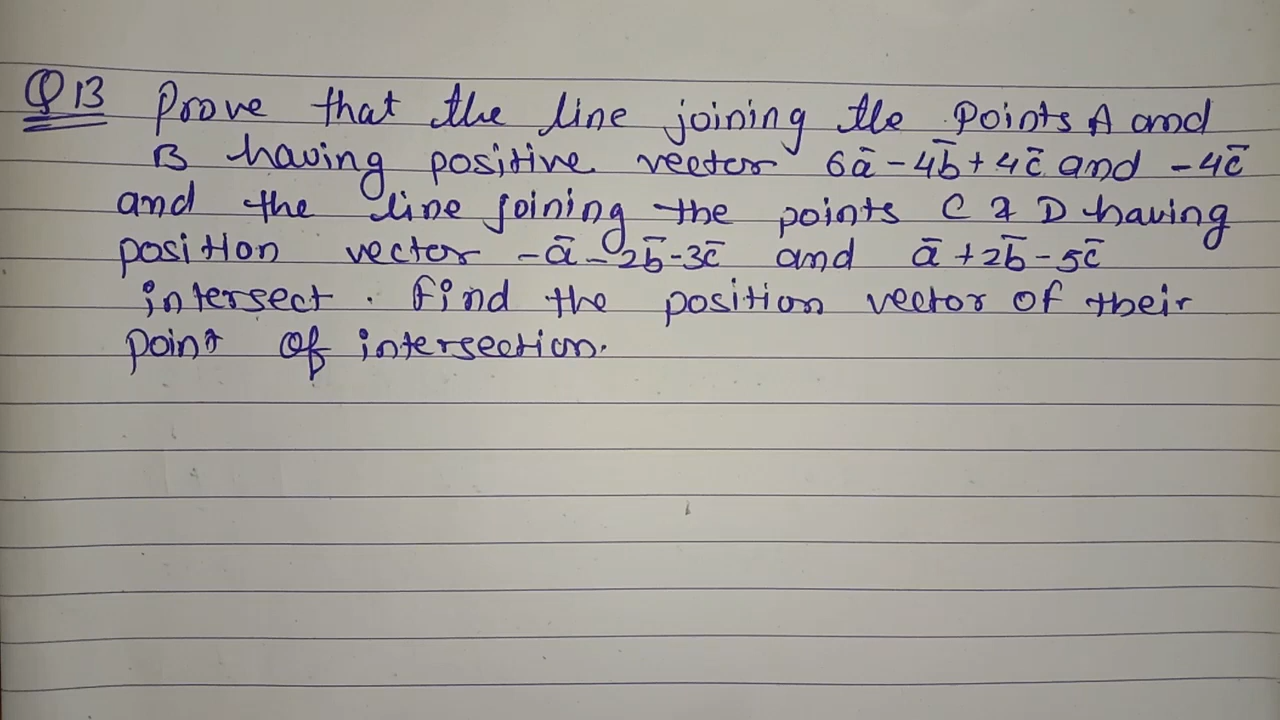 Q13 Prove that the line joining the points A and
B having positive vector 6ā - 4b̄ + 4c̄ and - 4c̄
and the line joining the points C & D having
position vector - ā - 2b̄ - 3c̄ and ā + 2b̄ - 5c̄
intersect. Find the position vector of their
point of intersection.